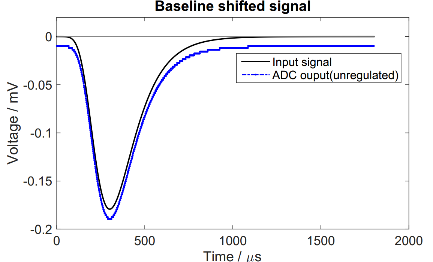 Baseline shifted signal
0
-0.05
-0.1
-0.15
-0.2
Voltage / mV
Input signal
ADC ouput(unregulated)
0
500
1000
1500
2000
Time / μs